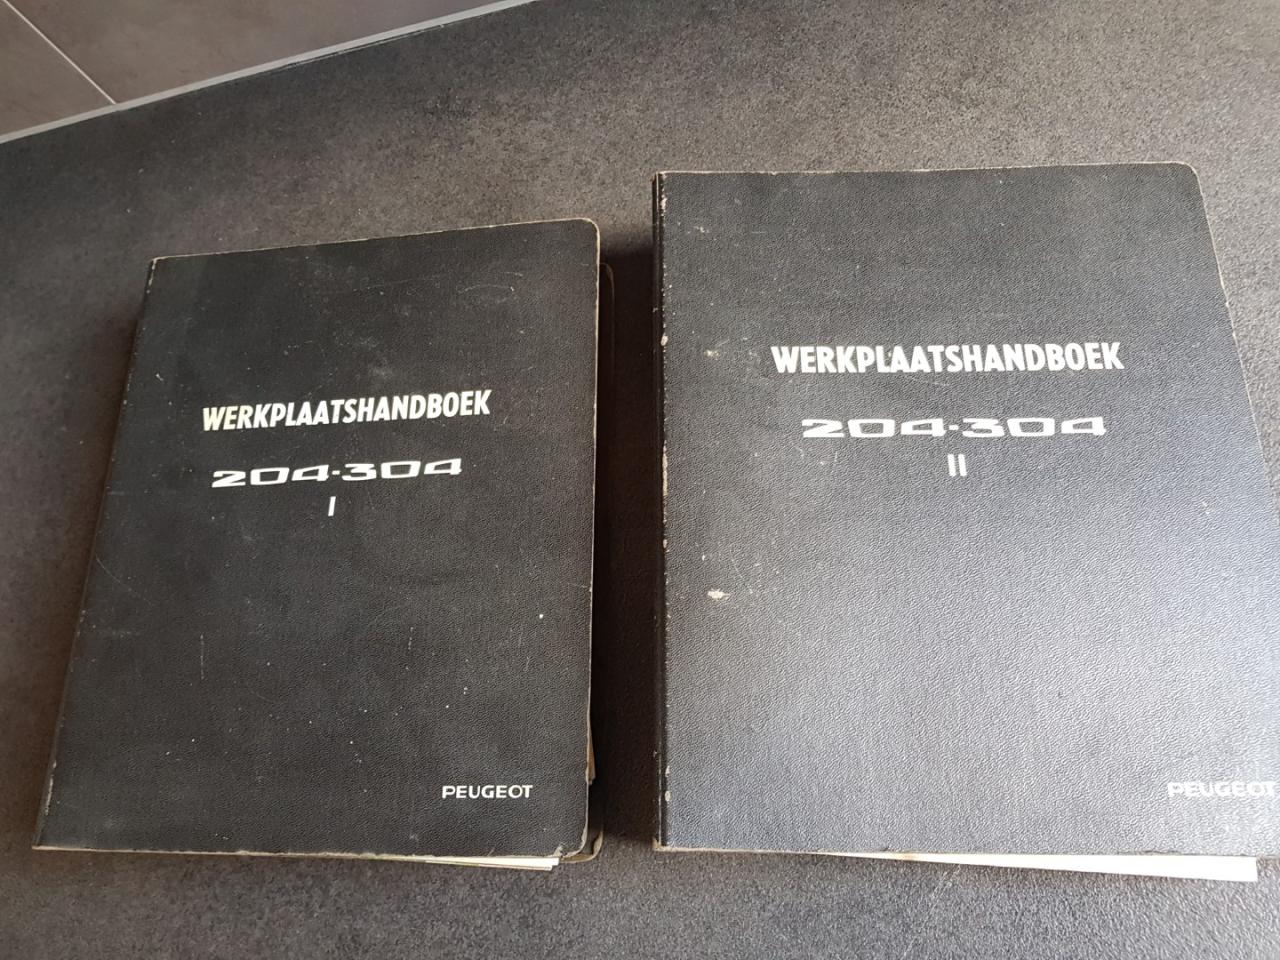 WERKPLAATSHANDBOEK
204-304
I
PEUGEOT
WERKPLAATSHANDBOEK
204-304
II
PEUGEOT